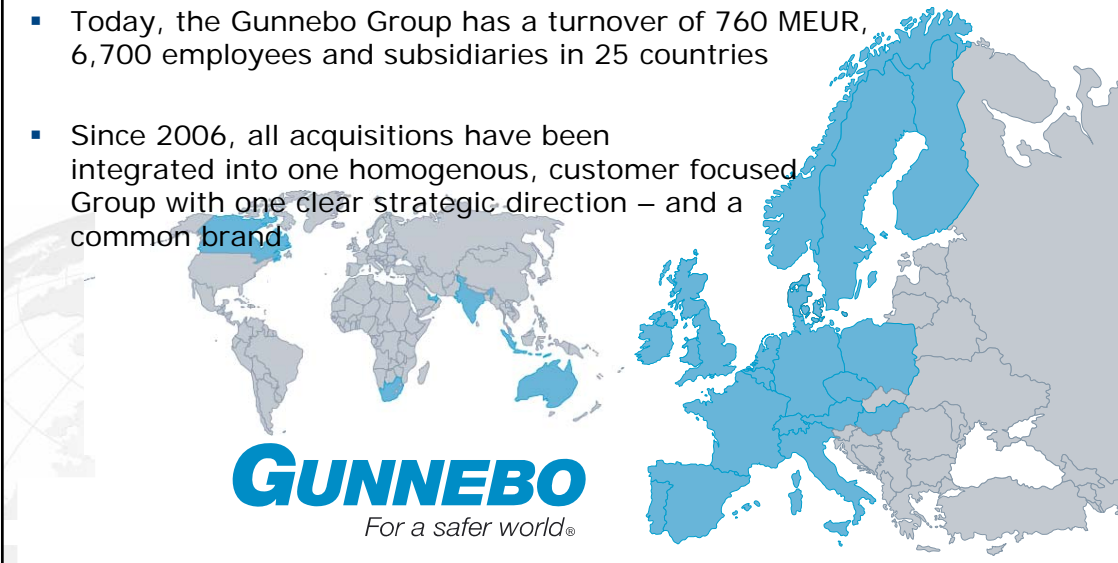 ▪ Today, the Gunnebo Group has a turnover of 760 MEUR,
6,700 employees and subsidiaries in 25 countries
▪ Since 2006, all acquisitions have been
integrated into one homogenous, customer focused
Group with one clear strategic direction – and a
common brand
GUNNEBO
For a safer world®